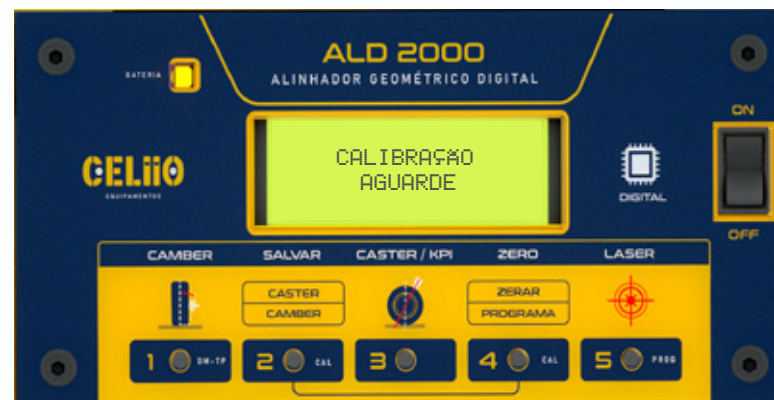 ALD 2000
ALINHADOR GEOMÉTRICO DIGITAL
BATERIA
CELiiO
EQUIPAMENTOS
CALIBRAÇÃO
AGUARDE
DIGITAL
ON
OFF
CAMBER SALVAR CASTER / KPI ZERO LASER
CASTER
CAMBER
ZERAR
PROGRAMA
1 DM-TP
2 CAL
3
4 CAL
5 PROG